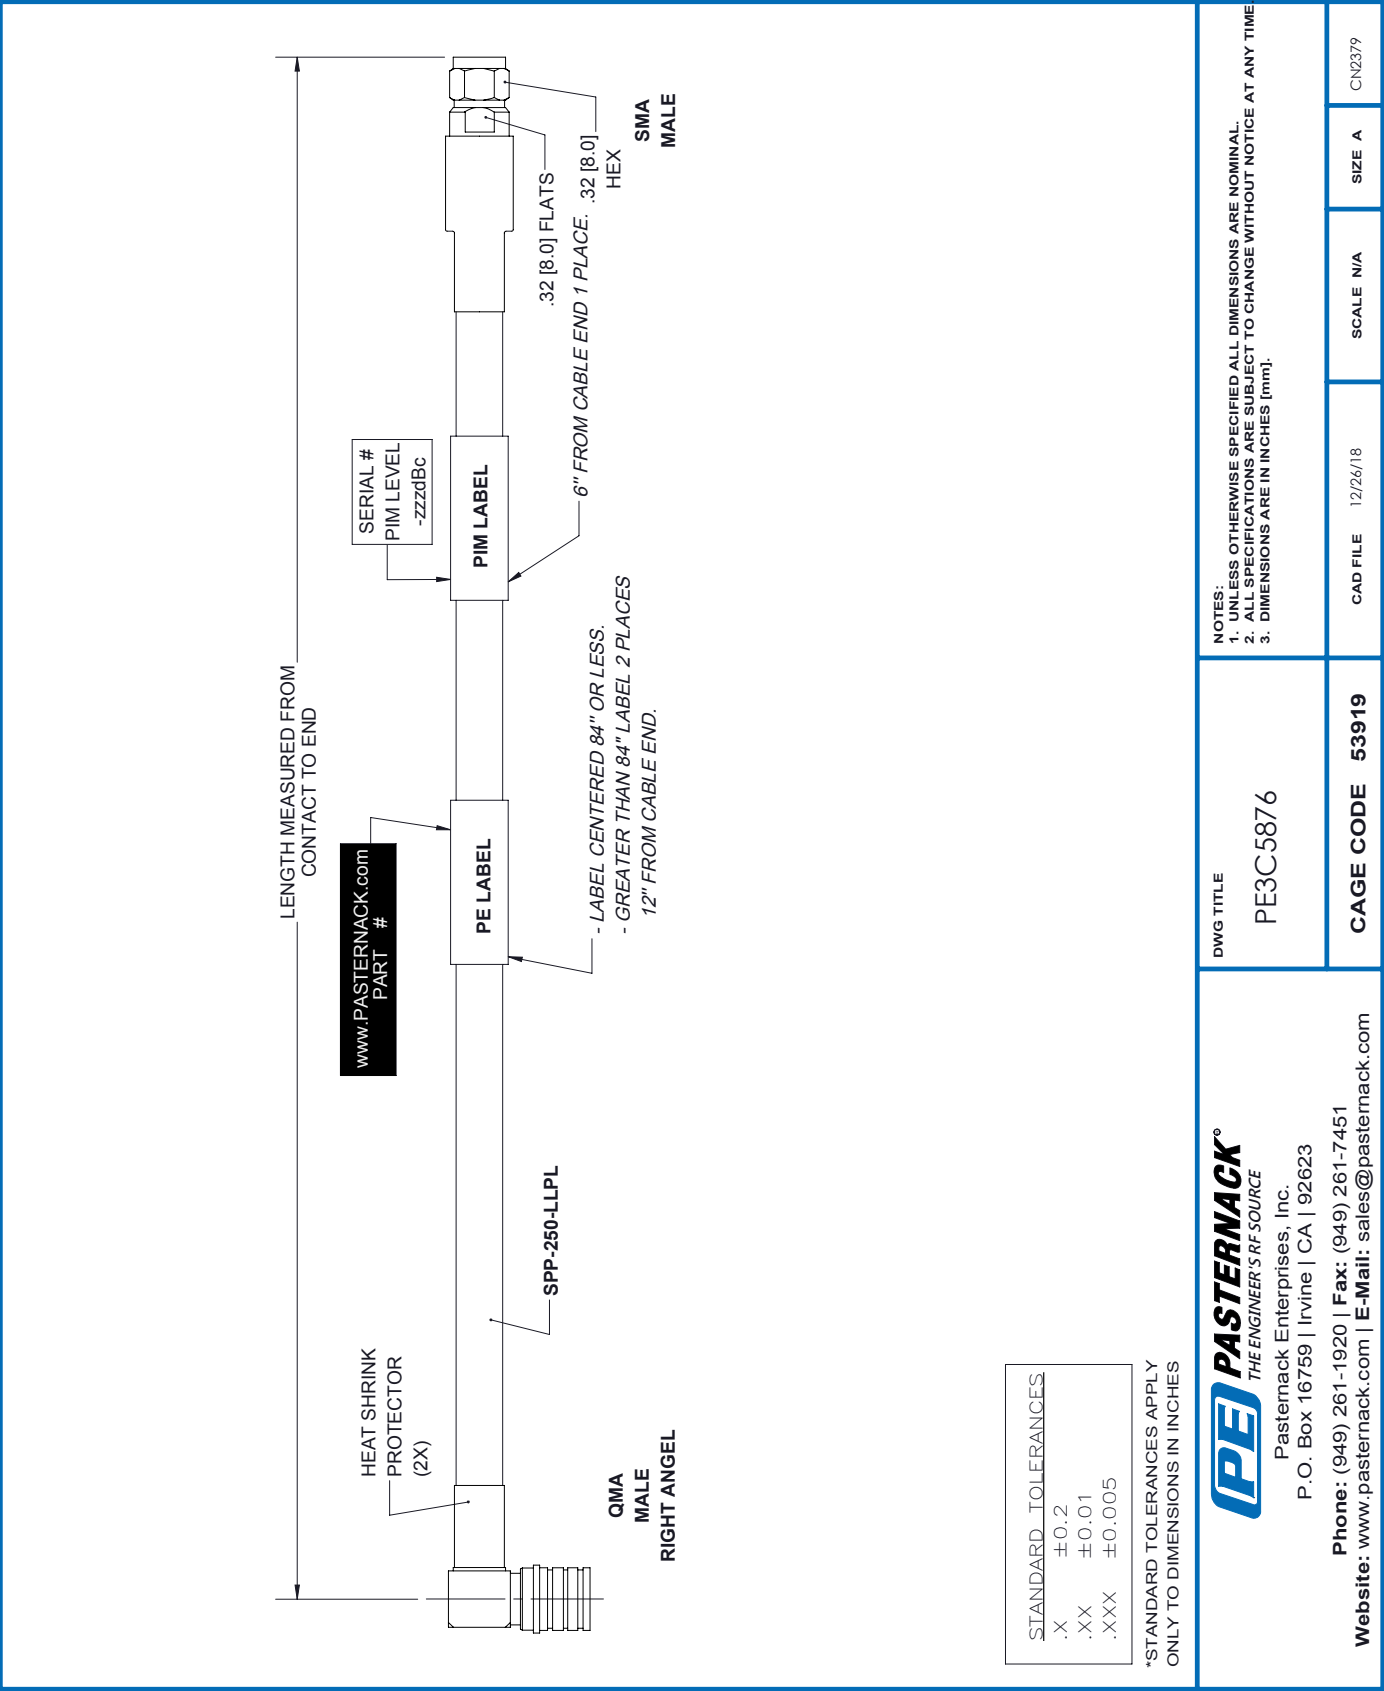 LENGTH MEASURED FROM
CONTACT TO END
www.PASTERNACK.com
PART #
SERIAL #
PIM LEVEL
-zzzdBc
HEAT SHRINK
PROTECTOR
(2X)
PE LABEL
PIM LABEL
SPP-250-LLPL
.32 [8.0] FLATS
6" FROM CABLE END 1 PLACE.
.32 [8.0]
HEX
- LABEL CENTERED 84" OR LESS.
- GREATER THAN 84" LABEL 2 PLACES
12" FROM CABLE END.
QMA
MALE
RIGHT ANGEL
SMA
MALE
STANDARD TOLERANCES
.X ±0.2
.XX ±0.01
.XXX ±0.005
*STANDARD TOLERANCES APPLY
ONLY TO DIMENSIONS IN INCHES
PE PASTERNACK®
THE ENGINEER'S RF SOURCE
Pasternack Enterprises, Inc.
P.O. Box 16759 | Irvine | CA | 92623
Phone: (949) 261-1920 | Fax: (949) 261-7451
Website: www.pasternack.com | E-Mail: sales@pasternack.com
DWG TITLE
PE3C5876
CAGE CODE 53919
NOTES:
1. UNLESS OTHERWISE SPECIFIED ALL DIMENSIONS ARE NOMINAL.
2. ALL SPECIFICATIONS ARE SUBJECT TO CHANGE WITHOUT NOTICE AT ANY TIME.
3. DIMENSIONS ARE IN INCHES [mm].
CAD FILE 12/26/18
SCALE N/A
SIZE A
CN2379